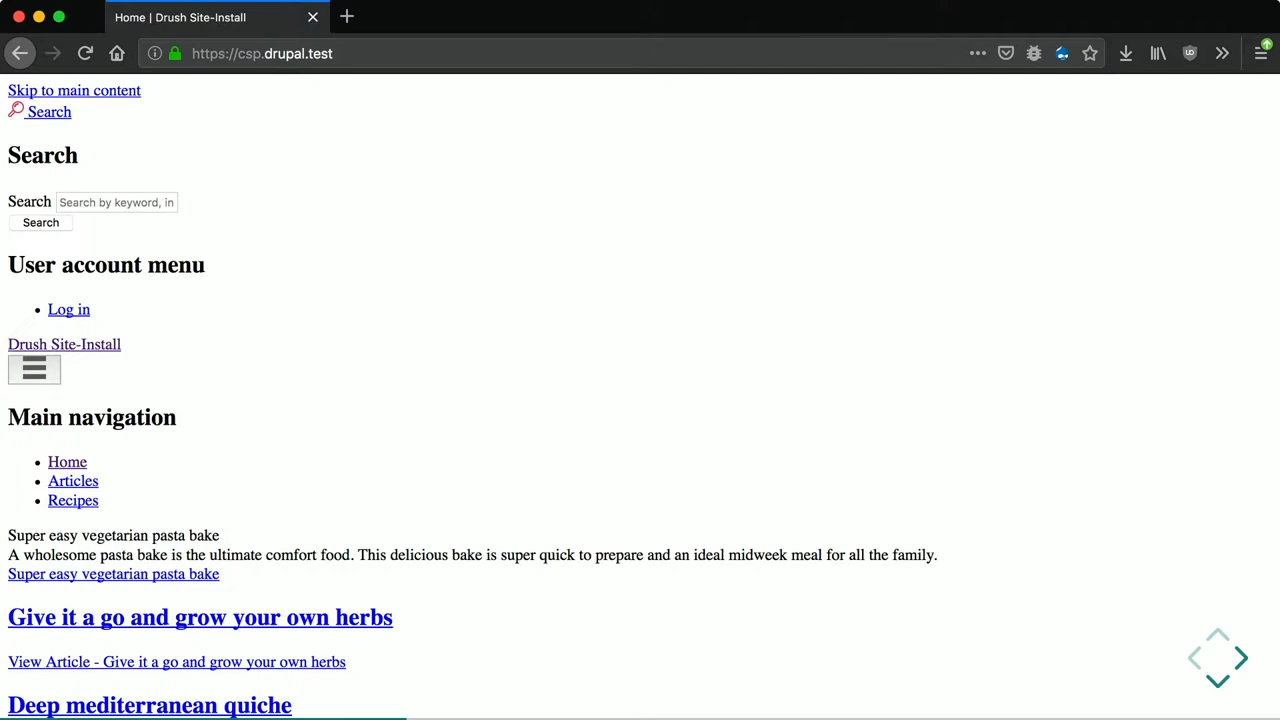 Home | Drush Site-Install
https://csp.drupal.test
Skip to main content
Search
Search
Search Search by keyword, in
Search
User account menu
Log in
Drush Site-Install
Main navigation
Home
Articles
Recipes
Super easy vegetarian pasta bake
A wholesome pasta bake is the ultimate comfort food. This delicious bake is super quick to prepare and an ideal midweek meal for all the family.
Super easy vegetarian pasta bake
Give it a go and grow your own herbs
View Article - Give it a go and grow your own herbs
Deep mediterranean quiche